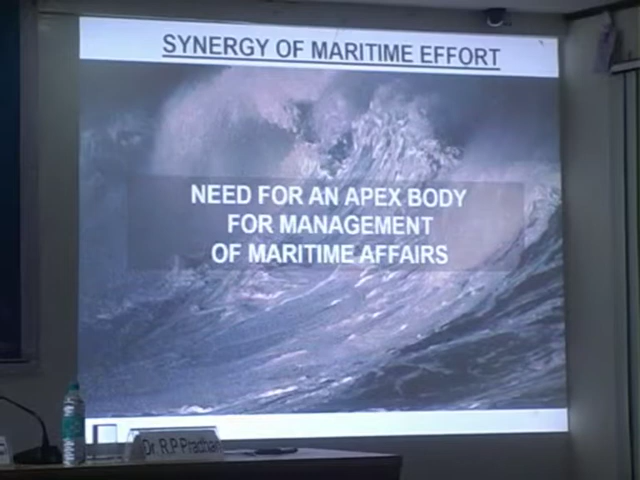 SYNERGY OF MARITIME EFFORT
NEED FOR AN APEX BODY
FOR MANAGEMENT
OF MARITIME AFFAIRS
Dr. R.P Pradhan